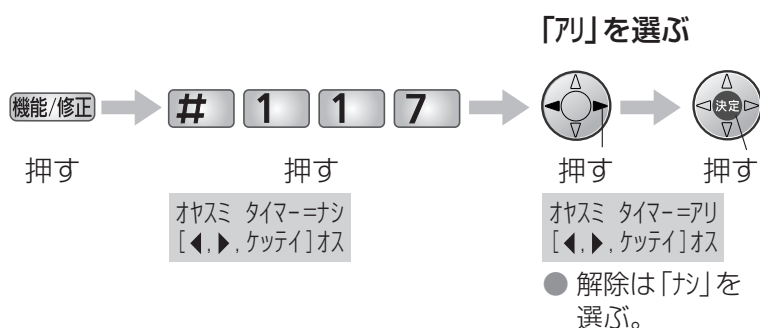 「ｱﾘ」を選ぶ
機能/修正
# 1 1 7
決定
押す
押す
押す
押す
ｵﾔｽﾐ ﾀｲﾏｰ=ﾅｼ
[◀,▶,ｹｯﾃｲ]ｵｽ
ｵﾔｽﾐ ﾀｲﾏｰ=ｱﾘ
[◀,▶,ｹｯﾃｲ]ｵｽ
● 解除は「ﾅｼ」を
選ぶ。